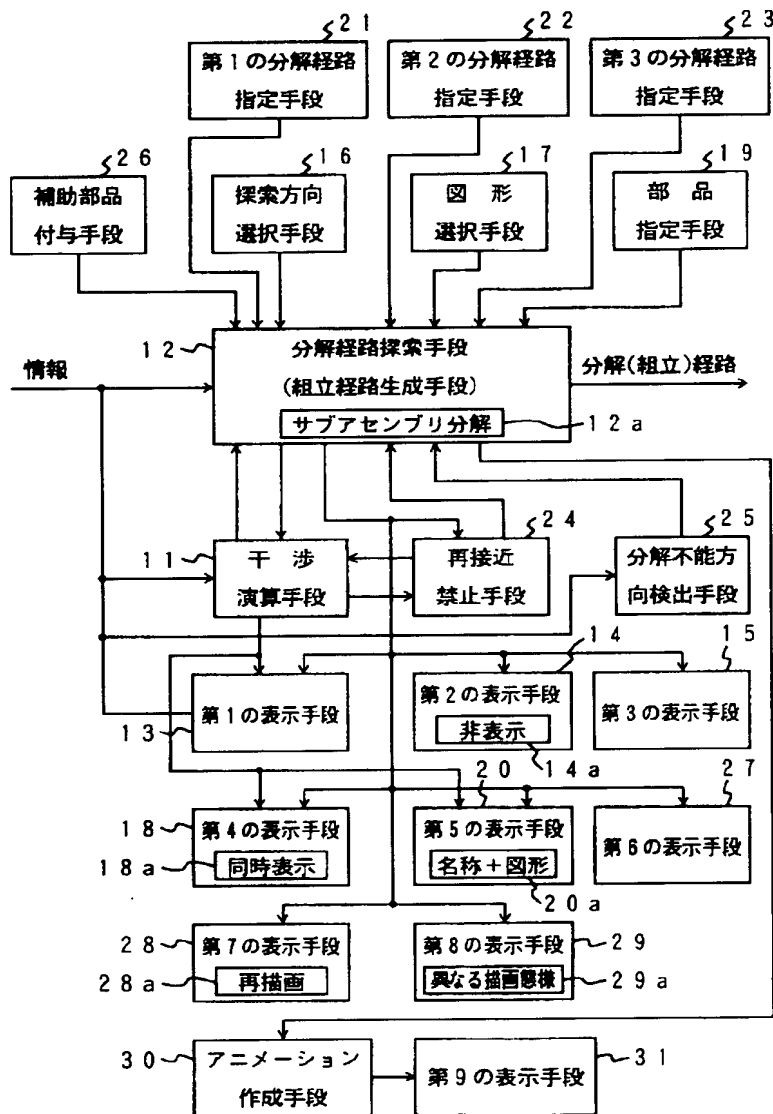 21
22
23
第1の分解経路
指定手段
第2の分解経路
指定手段
第3の分解経路
指定手段
26
16
17
19
補助部品
付与手段
探索方向
選択手段
図 形
選択手段
部 品
指定手段
12
情報
分解経路探索手段
(組立経路生成手段)
サブアセンブリ分解
12a
分解(組立)経路
24
25
11
干 渉
演算手段
再接近
禁止手段
分解不能方
向検出手段
14
15
第1の表示手段
13
第2の表示手段
非表示
14a
第3の表示手段
20
27
18
第4の表示手段
18a
同時表示
第5の表示手段
名称+図形
20a
第6の表示手段
28
第7の表示手段
28a
再描画
第8の表示手段
29
異なる描画態様
29a
30
アニメーション
作成手段
第9の表示手段
31